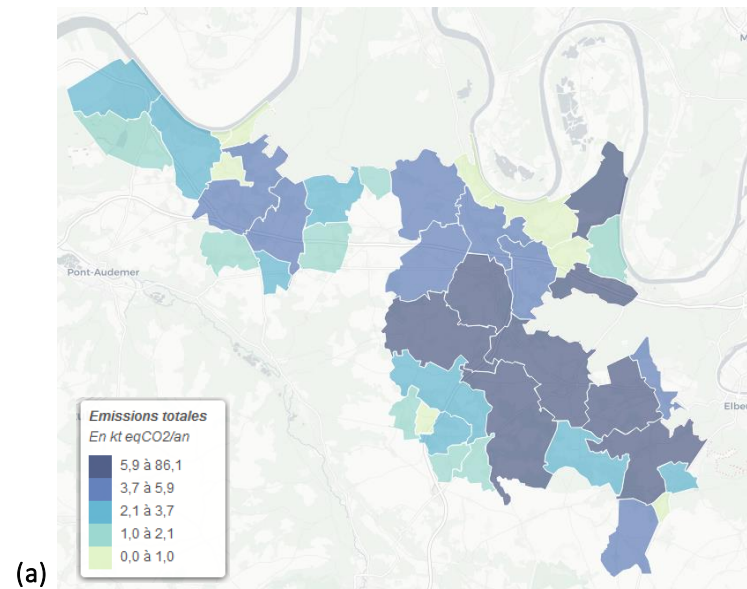 M
Pont-Audemer
Elbeu
Emissions totales
En kt eqCO2/an
5,9 à 86,1
3,7 à 5,9
2,1 à 3,7
1,0 à 2,1
0,0 à 1,0
(a)